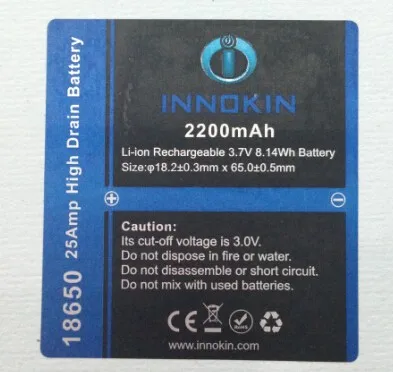 INNOKIN
2200mAh
Li-ion Rechargeable 3.7V 8.14Wh Battery
Size:φ18.2±0.3mm x 65.0±0.5mm
18650 25Amp High Drain Battery
+ -
Caution:
Its cut-off voltage is 3.0V.
Do not dispose in fire or water.
Do not disassemble or short circuit.
Do not mix with used batteries.
CE RoHS
www.innokin.com